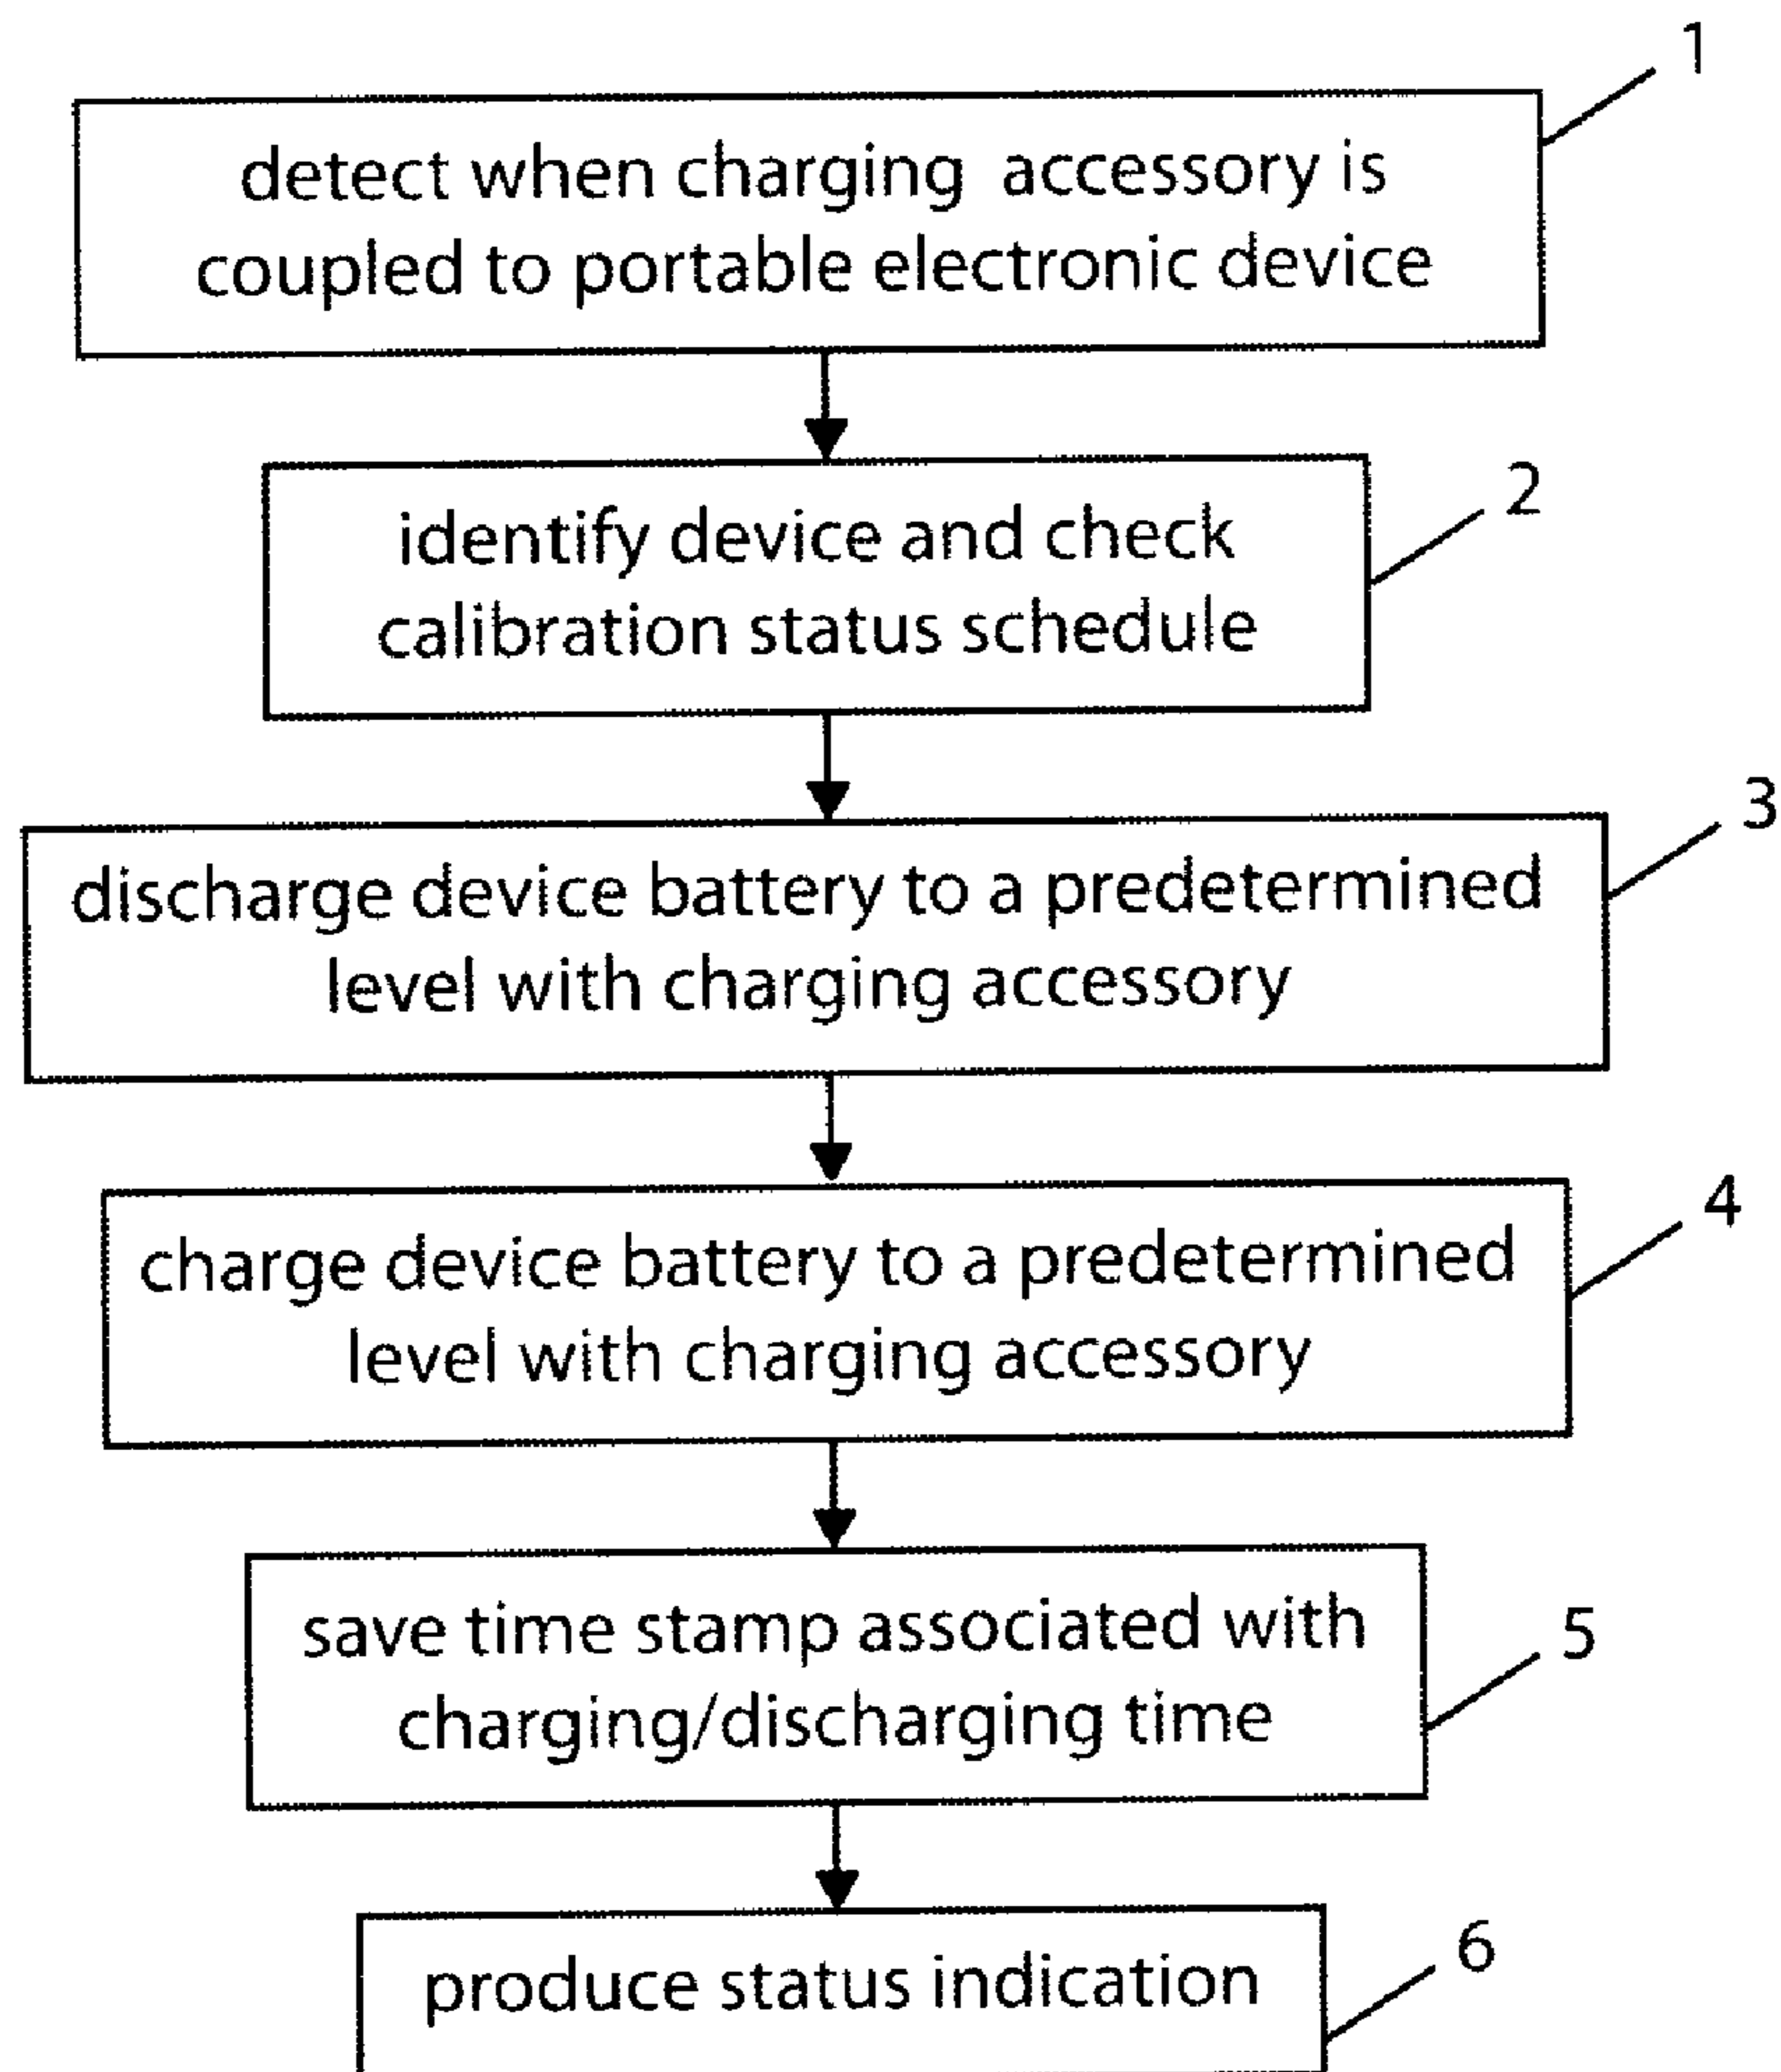 1
detect when charging accessory is
coupled to portable electronic device
2
identify device and check
calibration status schedule
3
discharge device battery to a predetermined
level with charging accessory
4
charge device battery to a predetermined
level with charging accessory
5
save time stamp associated with
charging/discharging time
6
produce status indication